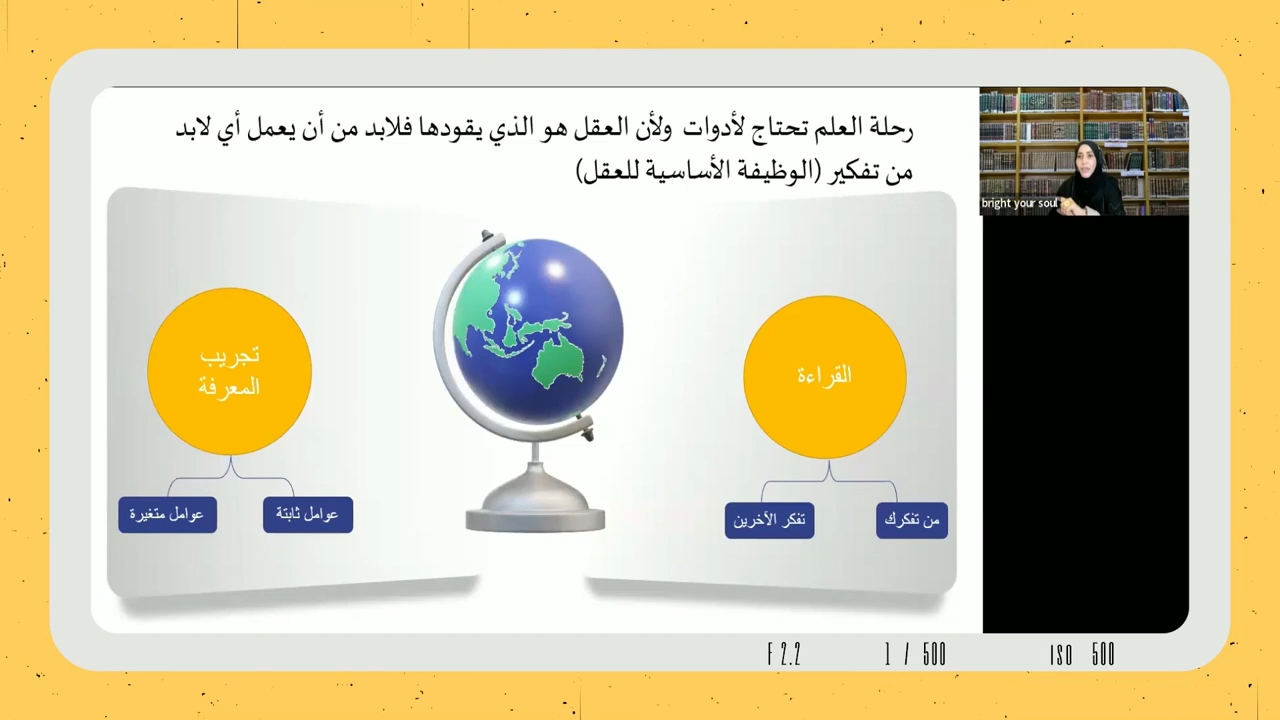 رحلة العلم تحتاج لأدوات ولأن العقل هو الذي يقودها فلابد من أن يعمل أي لابد
من تفكير (الوظيفة الأساسية للعقل)
bright your soul
القراءة
من تفكرك
تفكر الآخرين
تجريب
المعرفة
عوامل ثابتة
عوامل متغيرة
F 2.2
1 / 500
ISO 500